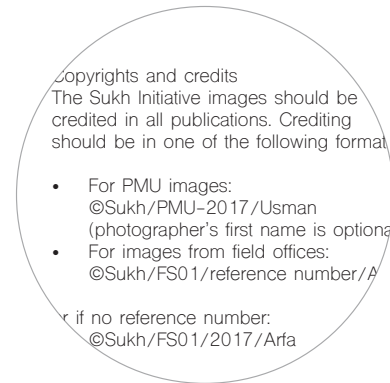 Copyrights and credits
The Sukh Initiative images should be
credited in all publications. Crediting
should be in one of the following format
• For PMU images:
©Sukh/PMU-2017/Usman
(photographer's first name is optiona
• For images from field offices:
©Sukh/FS01/reference number/A
r if no reference number:
©Sukh/FS01/2017/Arfa